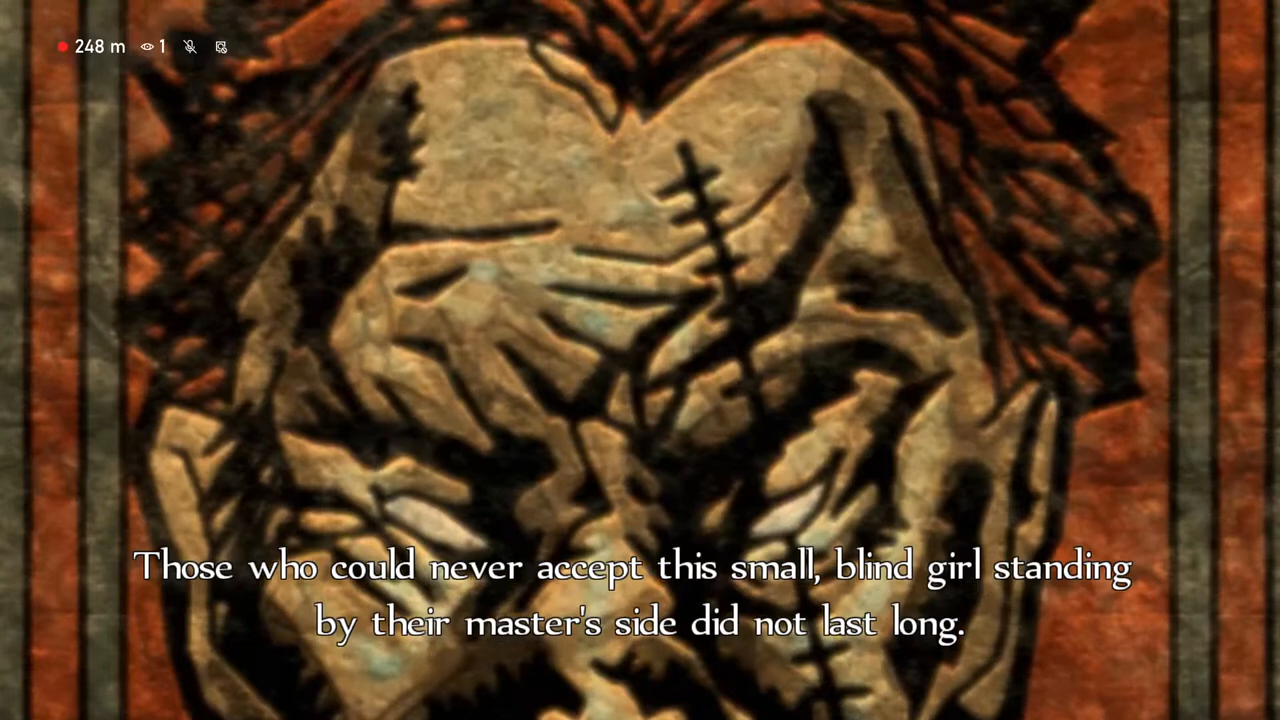 248 m 1
Those who could never accept this small, blind girl standing
by their master's side did not last long.